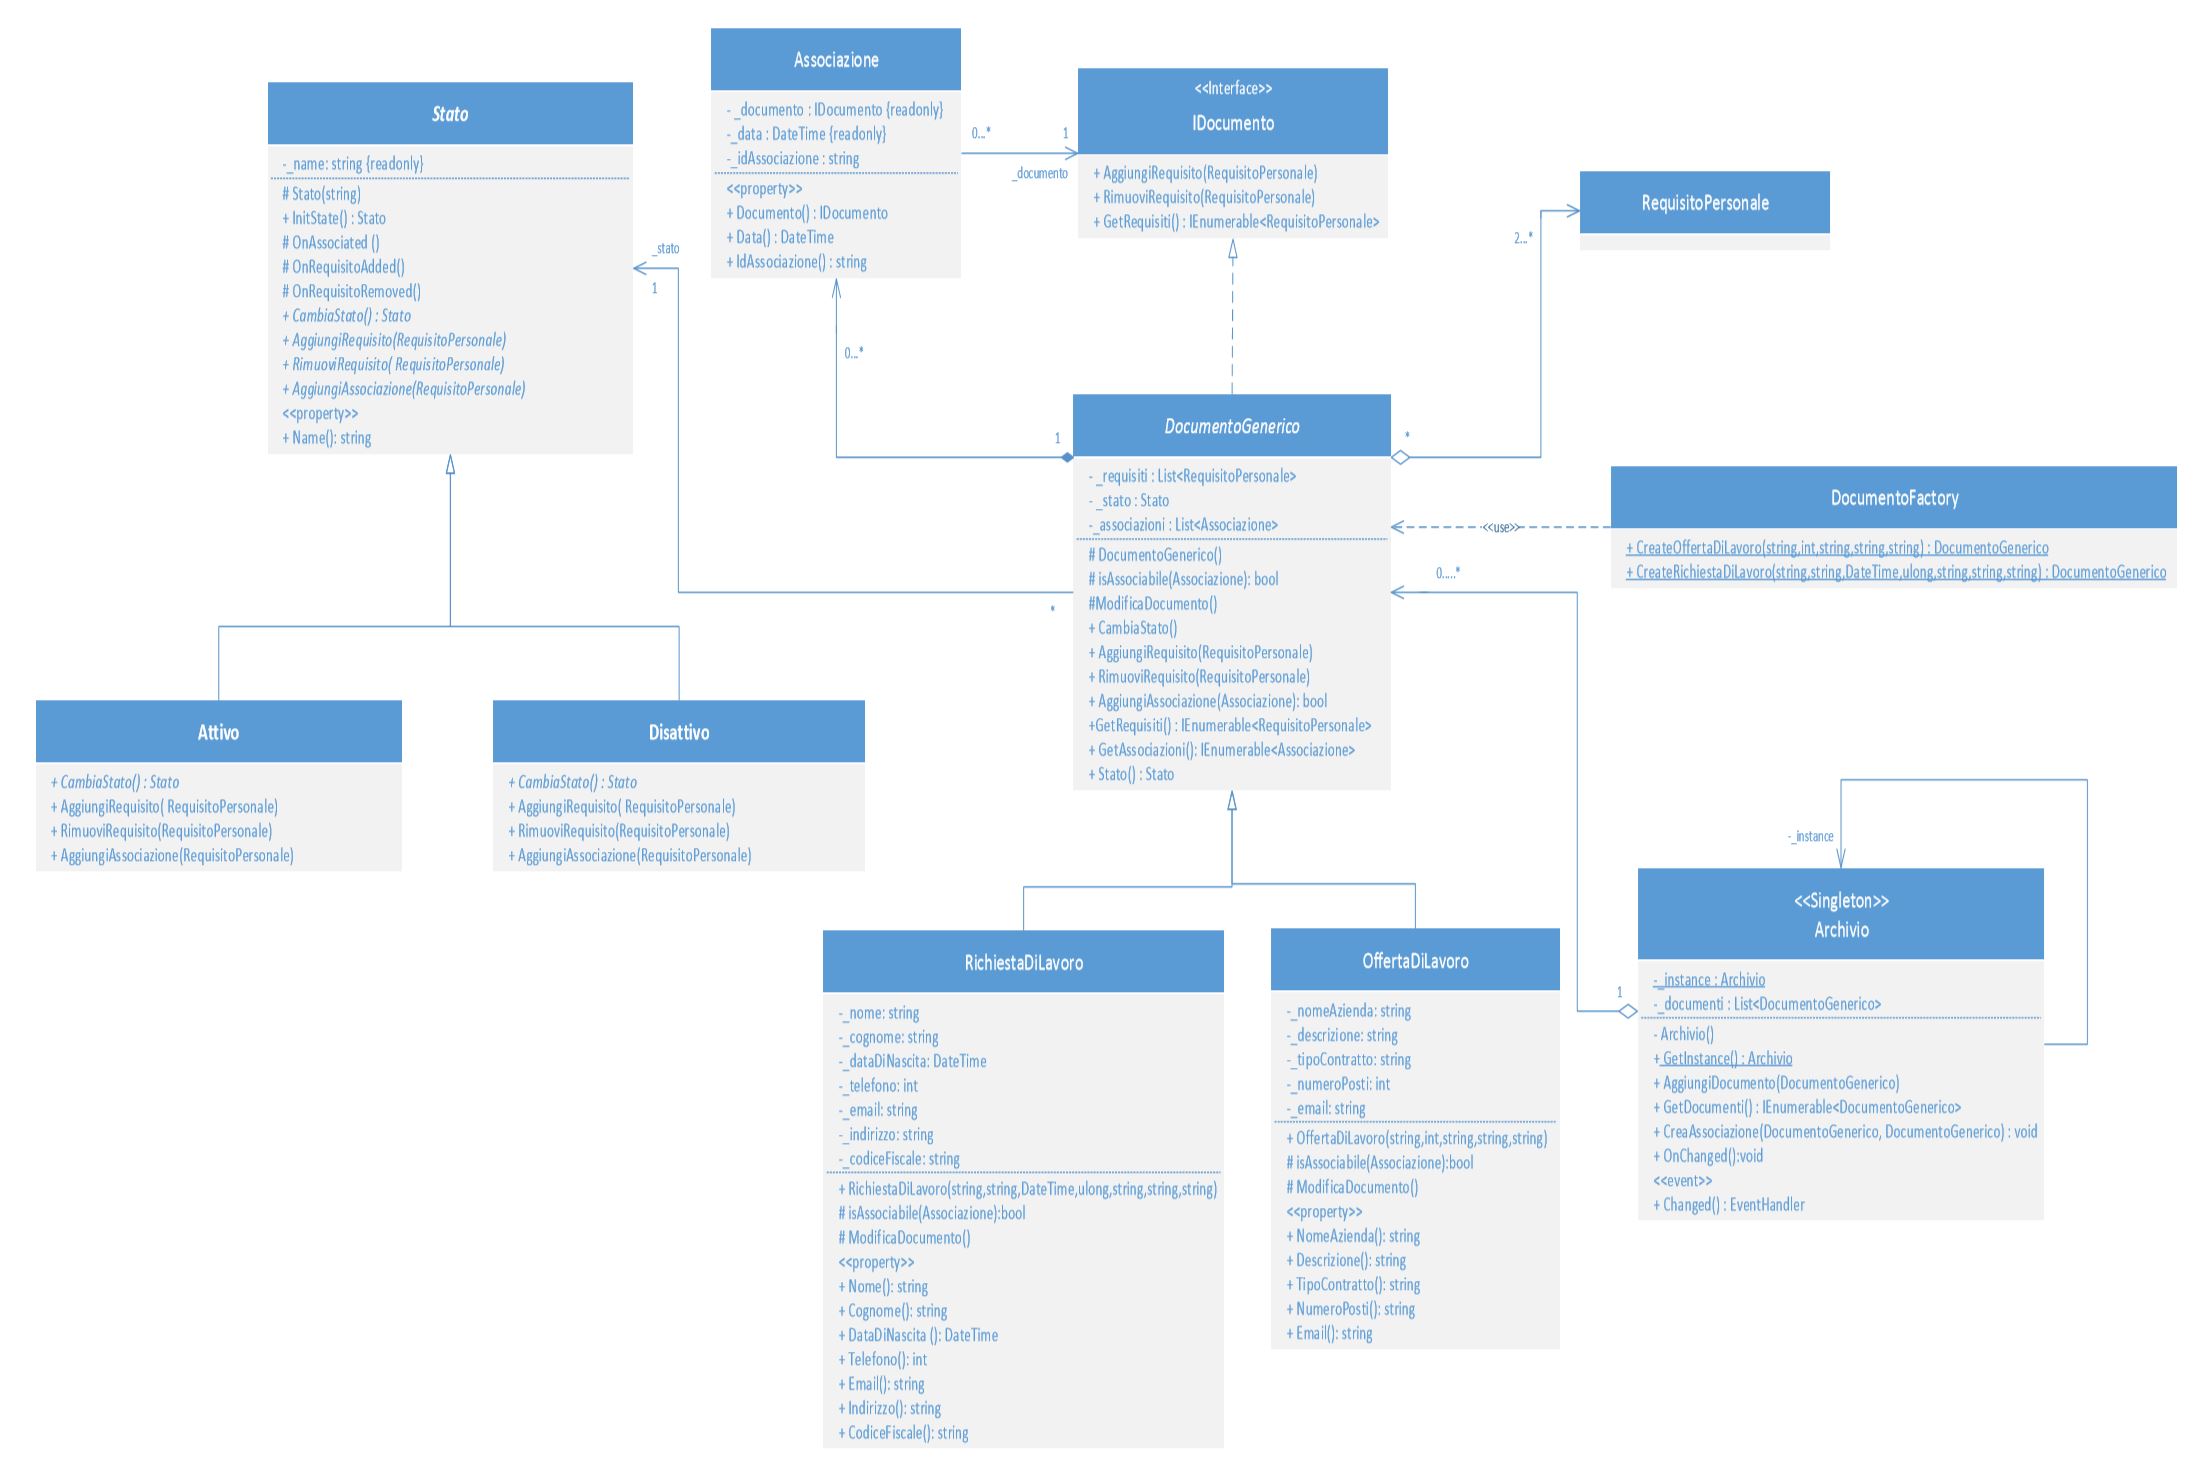 Stato
- _name: string {readonly}
# Stato(string)
+ InitState() : Stato
# OnAssociated ()
# OnRequisitoAdded()
# OnRequisitoRemoved()
+ CambiaStato() : Stato
+ AggiungiRequisito(RequisitoPersonale)
+ RimuoviRequisito( RequisitoPersonale)
+ AggiungiAssociazione(RequisitoPersonale)
<<property>>
+ Name(): string
Associazione
- _documento : IDocumento {readonly}
- _data : DateTime {readonly}
- _idAssociazione : string
<<property>>
+ Documento() : IDocumento
+ Data() : DateTime
+ IdAssociazione() : string
0...*
1
_documento
<<Interface>>
IDocumento
+ AggiungiRequisito(RequisitoPersonale)
+ RimuoviRequisito(RequisitoPersonale)
+ GetRequisiti() : IEnumerable<RequisitoPersonale>
RequisitoPersonale
2...*
_stato
1
0...*
1
*
*
DocumentoGenerico
- _requisiti : List<RequisitoPersonale>
- _stato : Stato
- _associazioni : List<Associazione>
# DocumentoGenerico()
# isAssociabile(Associazione): bool
#ModificaDocumento()
+ CambiaStato()
+ AggiungiRequisito(RequisitoPersonale)
+ RimuoviRequisito(RequisitoPersonale)
+ AggiungiAssociazione(Associazione): bool
+GetRequisiti() : IEnumerable<RequisitoPersonale>
+ GetAssociazioni(): IEnumerable<Associazione>
+ Stato() : Stato
<<use>>
0.....*
DocumentoFactory
+ CreateOffertaDiLavoro(string,int,string,string,string) : DocumentoGenerico
+ CreateRichiestaDiLavoro(string,string,DateTime,ulong,string,string,string) : DocumentoGenerico
Attivo
+ CambiaStato() : Stato
+ AggiungiRequisito( RequisitoPersonale)
+ RimuoviRequisito(RequisitoPersonale)
+ AggiungiAssociazione(RequisitoPersonale)
Disattivo
+ CambiaStato() : Stato
+ AggiungiRequisito( RequisitoPersonale)
+ RimuoviRequisito(RequisitoPersonale)
+ AggiungiAssociazione(RequisitoPersonale)
RichiestaDiLavoro
-_nome: string
-_cognome: string
-_dataDiNascita: DateTime
-_telefono: int
-_email: string
-_indirizzo: string
-_codiceFiscale: string
+ RichiestaDiLavoro(string,string,DateTime,ulong,string,string,string)
# isAssociabile(Associazione):bool
# ModificaDocumento()
<<property>>
+ Nome(): string
+ Cognome(): string
+ DataDiNascita (): DateTime
+ Telefono(): int
+ Email(): string
+ Indirizzo(): string
+ CodiceFiscale(): string
OffertaDiLavoro
-_nomeAzienda: string
-_descrizione: string
-_tipoContratto: string
-_numeroPosti: int
-_email: string
+ OffertaDiLavoro(string,int,string,string,string)
# isAssociabile(Associazione):bool
# ModificaDocumento()
<<property>>
+ NomeAzienda(): string
+ Descrizione(): string
+ TipoContratto(): string
+ NumeroPosti(): string
+ Email(): string
-_instance
1
<<Singleton>>
Archivio
-_instance : Archivio
-_documenti : List<DocumentoGenerico>
- Archivio()
+ GetInstance() : Archivio
+ AggiungiDocumento(DocumentoGenerico)
+ GetDocumenti() : IEnumerable<DocumentoGenerico>
+ CreaAssociazione(DocumentoGenerico, DocumentoGenerico) : void
+ OnChanged():void
<<event>>
+ Changed() : EventHandler